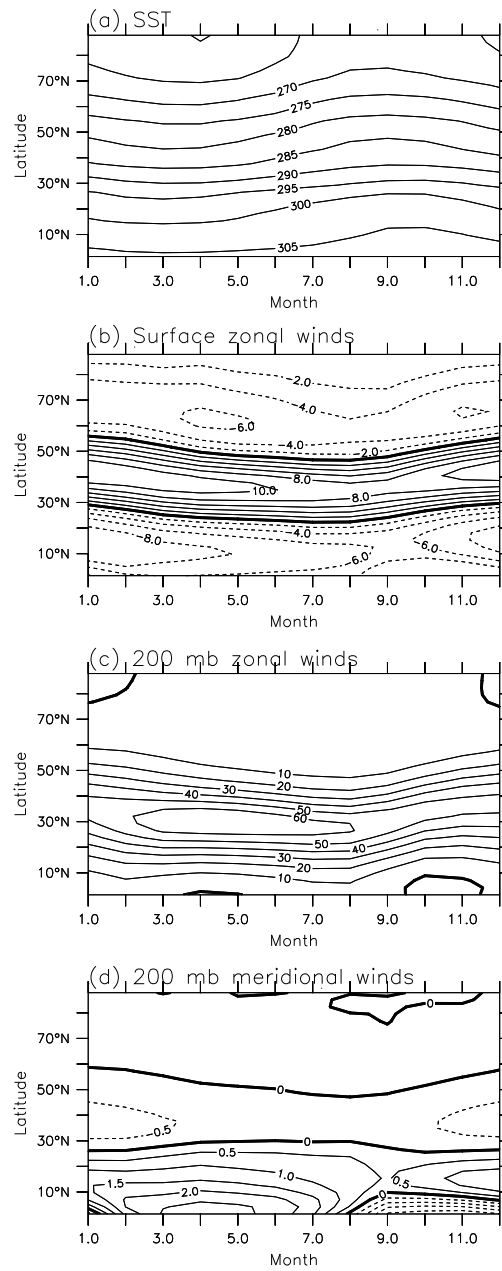 (a) SST
70°N
50°N
30°N
10°N
Latitude
270
275
280
285
290
295
300
305
1.0 3.0 5.0 7.0 9.0 11.0
Month
(b) Surface zonal winds
70°N
50°N
30°N
10°N
Latitude
-2.0
-4.0
-6.0
-4.0
-2.0
8.0
10.0
8.0
-4.0
-8.0
-6.0
-6.0
1.0 3.0 5.0 7.0 9.0 11.0
Month
(c) 200 mb zonal winds
70°N
50°N
30°N
10°N
Latitude
10
20
30
40
50
60
50
40
30
20
10
1.0 3.0 5.0 7.0 9.0 11.0
Month
(d) 200 mb meridional winds
70°N
50°N
30°N
10°N
Latitude
0
0
-0.5
0
0.5
1.0
1.5
2.0
0.5
0
1.0 3.0 5.0 7.0 9.0 11.0
Month